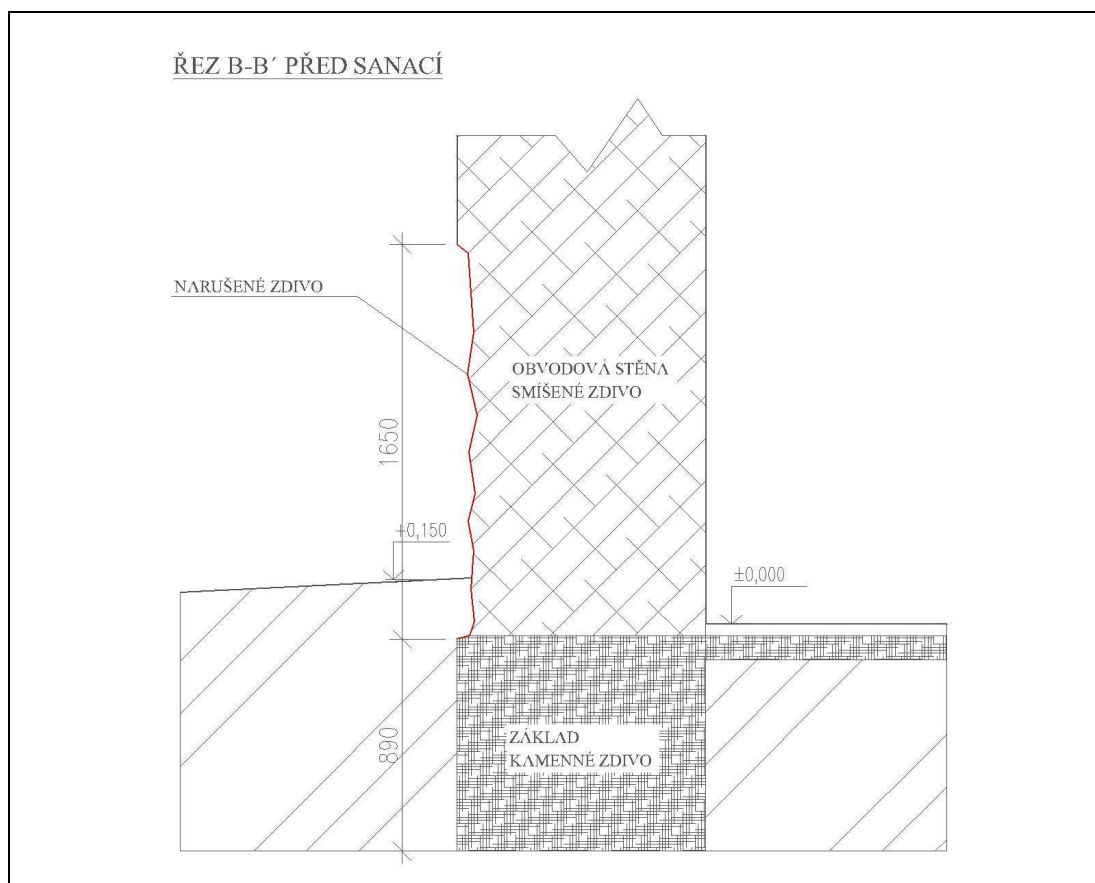 ŘEZ B-B´ PŘED SANACÍ
NARUŠENÉ ZDIVO
OBVODOVÁ STĚNA
SMÍŠENÉ ZDIVO
1650
+0,150
±0,000
890
ZÁKLAD
KAMENNÉ ZDIVO